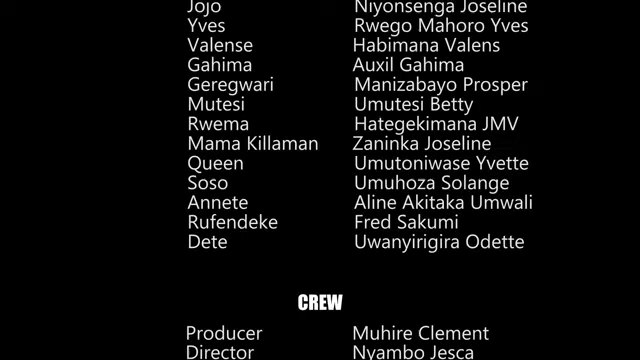 Jojo Niyonsenga Joseline
Yves Rwego Mahoro Yves
Valense Habimana Valens
Gahima Auxil Gahima
Geregwari Manizabayo Prosper
Mutesi Umutesi Betty
Rwema Hategekimana JMV
Mama Killaman Zaninka Joseline
Queen Umutoniwase Yvette
Soso Umuhoza Solange
Annete Aline Akitaka Umwali
Rufendeke Fred Sakumi
Dete Uwanyirigira Odette
CREW
Producer Muhire Clement
Director Nyambo Jesca